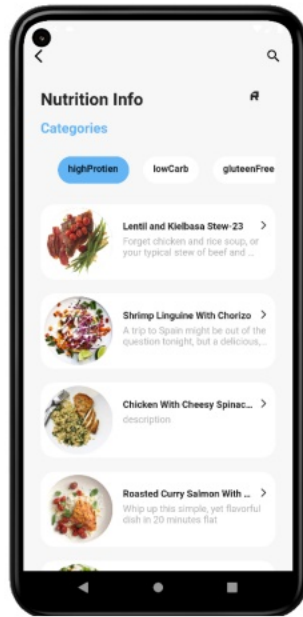 Nutrition Info
Categories
highProtien
lowCarb
gluteenFree
Lentil and Kielbasa Stew-23
Forget chicken and rice soup, or
your typical stew of beef and ...
Shrimp Linguine With Chorizo
A trip to Spain might be out of the
question tonight, but a delicious,...
Chicken With Cheesy Spinac...
description
Roasted Curry Salmon With ...
Whip up this simple, yet flavorful
dish in 20 minutes flat